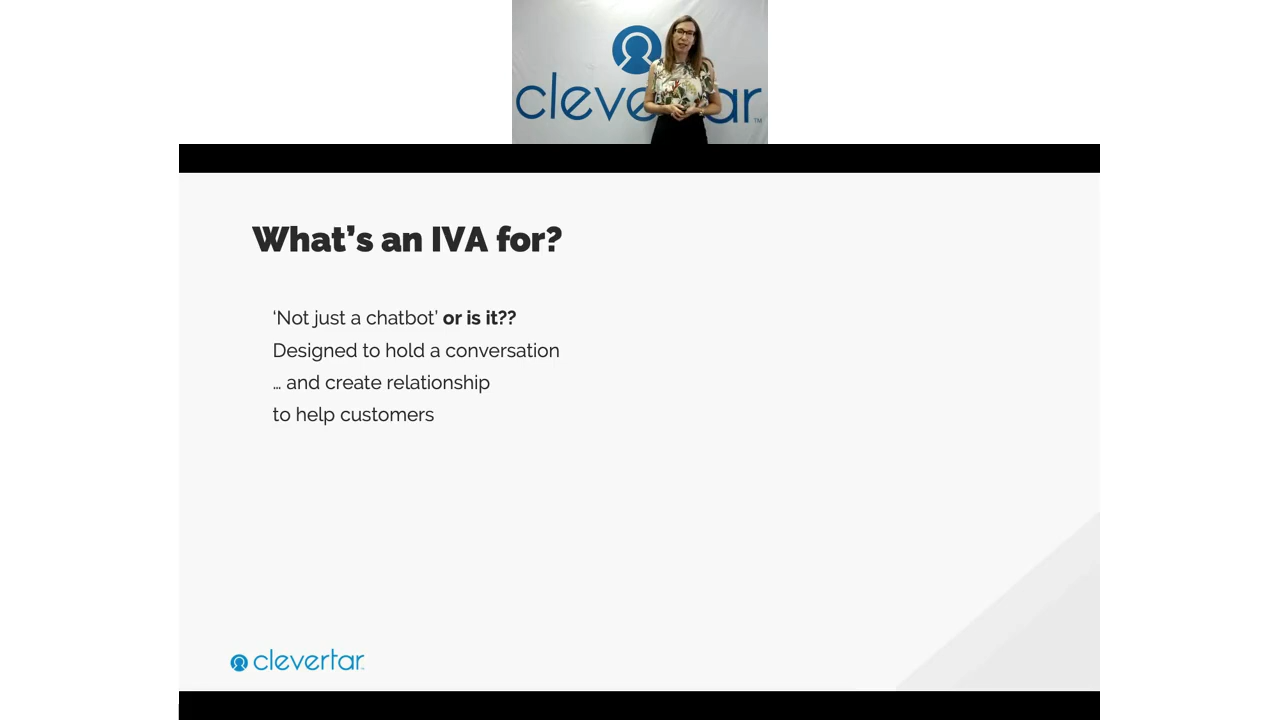 clevertar™
What's an IVA for?
‘Not just a chatbot’ or is it??
Designed to hold a conversation
… and create relationship
to help customers
clevertar